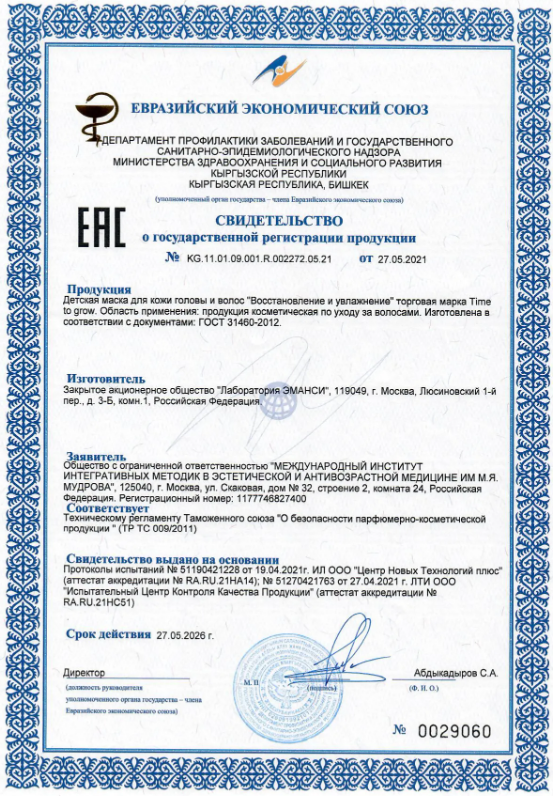 ЕВРАЗИЙСКИЙ ЭКОНОМИЧЕСКИЙ СОЮЗ
ДЕПАРТАМЕНТ ПРОФИЛАКТИКИ ЗАБОЛЕВАНИЙ И ГОСУДАРСТВЕННОГО
САНИТАРНО-ЭПИДЕМИОЛОГИЧЕСКОГО НАДЗОРА
МИНИСТЕРСТВА ЗДРАВООХРАНЕНИЯ И СОЦИАЛЬНОГО РАЗВИТИЯ
КЫРГЫЗСКОЙ РЕСПУБЛИКИ
КЫРГЫЗСКАЯ РЕСПУБЛИКА, БИШКЕК
(уполномоченный орган государства – члена Евразийского экономического союза)
ЕАС
СВИДЕТЕЛЬСТВО
о государственной регистрации продукции
№ KG.11.01.09.001.R.002272.05.21 от 27.05.2021
Продукция
Детская маска для кожи головы и волос "Восстановление и увлажнение" торговая марка Time
to grow. Область применения: продукция косметическая по уходу за волосами. Изготовлена в
соответствии с документами: ГОСТ 31460-2012.
Изготовитель
Закрытое акционерное общество "Лаборатория ЭМАНСИ", 119049, г. Москва, Люсиновский 1-й
пер., д. 3-Б, комн.1, Российская Федерация.
Заявитель
Общество с ограниченной ответственностью "МЕЖДУНАРОДНЫЙ ИНСТИТУТ
ИНТЕГРАТИВНЫХ МЕТОДИК В ЭСТЕТИЧЕСКОЙ И АНТИВОЗРАСТНОЙ МЕДИЦИНЕ ИМ М.Я.
МУДРОВА", 125040, г. Москва, ул. Скаковая, дом № 32, строение 2, комната 24, Российская
Федерация. Регистрационный номер: 1177746827400
Соответствует
Техническому регламенту Таможенного союза "О безопасности парфюмерно-косметической
продукции " (ТР ТС 009/2011)
Свидетельство выдано на основании
Протоколы испытаний № 51190421228 от 19.04.2021г. ИЛ ООО "Центр Новых Технологий плюс"
(аттестат аккредитации № RA.RU.21НА14); № 51270421763 от 27.04.2021 г. ЛТИ ООО
"Испытательный Центр Контроля Качества Продукции" (аттестат аккредитации №
RA.RU.21НС51)
Срок действия 27.05.2026 г.
Директор М. П. (подпись) Абдыкадыров С.А.
(должность руководителя (Ф. И. О.)
уполномоченного органа государства – члена
Евразийского экономического союза)
№ 0029060